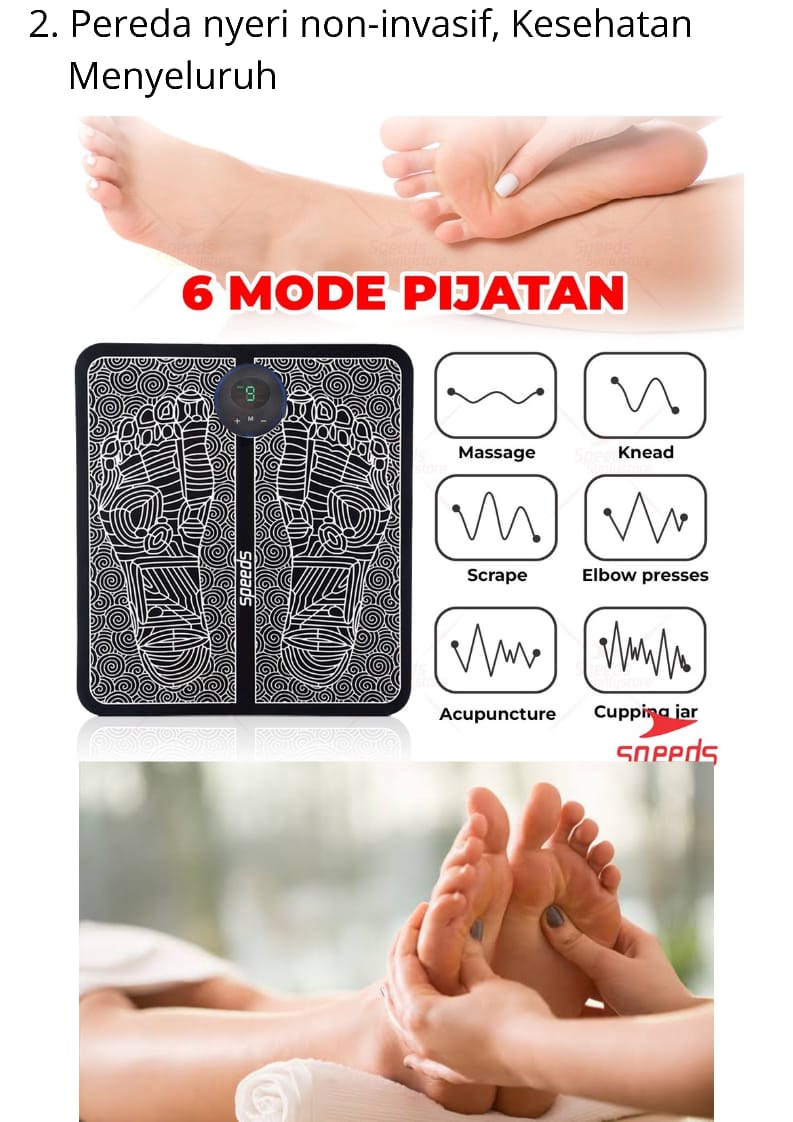 2. Pereda nyeri non-invasif, Kesehatan
Menyeluruh
6 MODE PIJATAN
9
+ M -
speeds
Massage
Knead
Scrape
Elbow presses
Acupuncture
Cupping jar
speeds